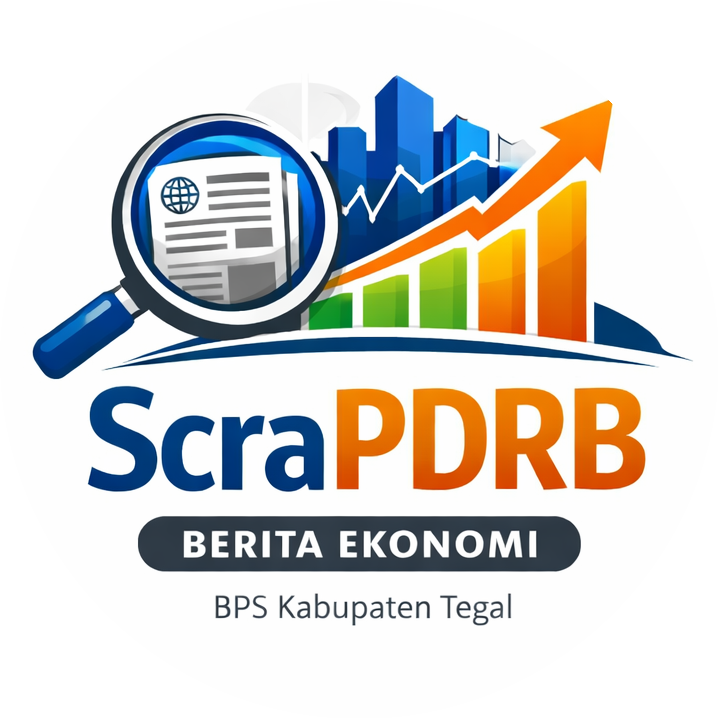 ScraPDRB
BERITA EKONOMI
BPS Kabupaten Tegal